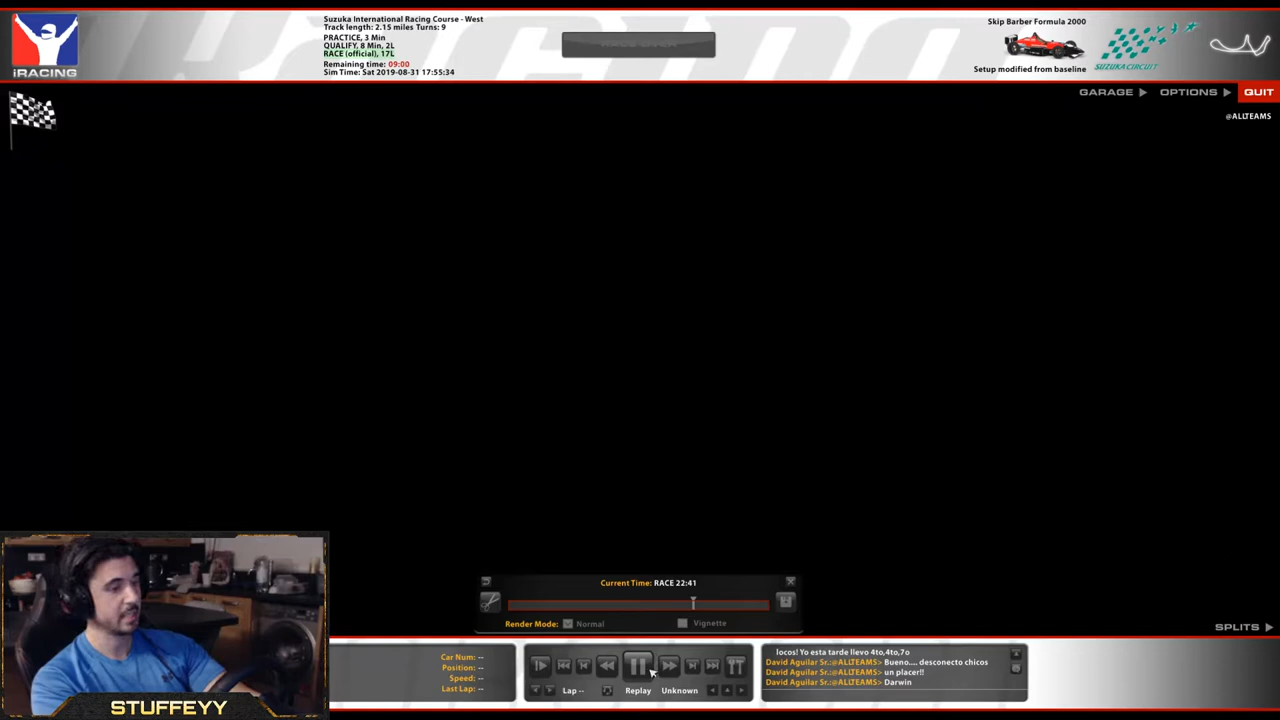 Suzuka International Racing Course - West
Track length: 2.15 miles Turns: 9
PRACTICE, 3 Min
QUALIFY, 8 Min, 2L
RACE (official), 17L
Remaining time: 09:00
Sim Time: Sat 2019-08-31 17:55:34
iRACING
RACE OVER
Skip Barber Formula 2000
Setup modified from baseline
SUZUKA CIRCUIT
GARAGE
OPTIONS
QUIT
@ALLTEAMS
Current Time: RACE 22:41
Render Mode: Normal
Vignette
SPLITS
Car Num: --
Position: --
Speed: --
Last Lap: --
Lap --
Replay
Unknown
locos! Yo esta tarde llevo 4to,4to,7o
David Aguilar Sr.:@ALLTEAMS> Bueno.... desconecto chicos
David Aguilar Sr.:@ALLTEAMS> un placer!!
David Aguilar Sr.:@ALLTEAMS> Darwin
STUFFEYY